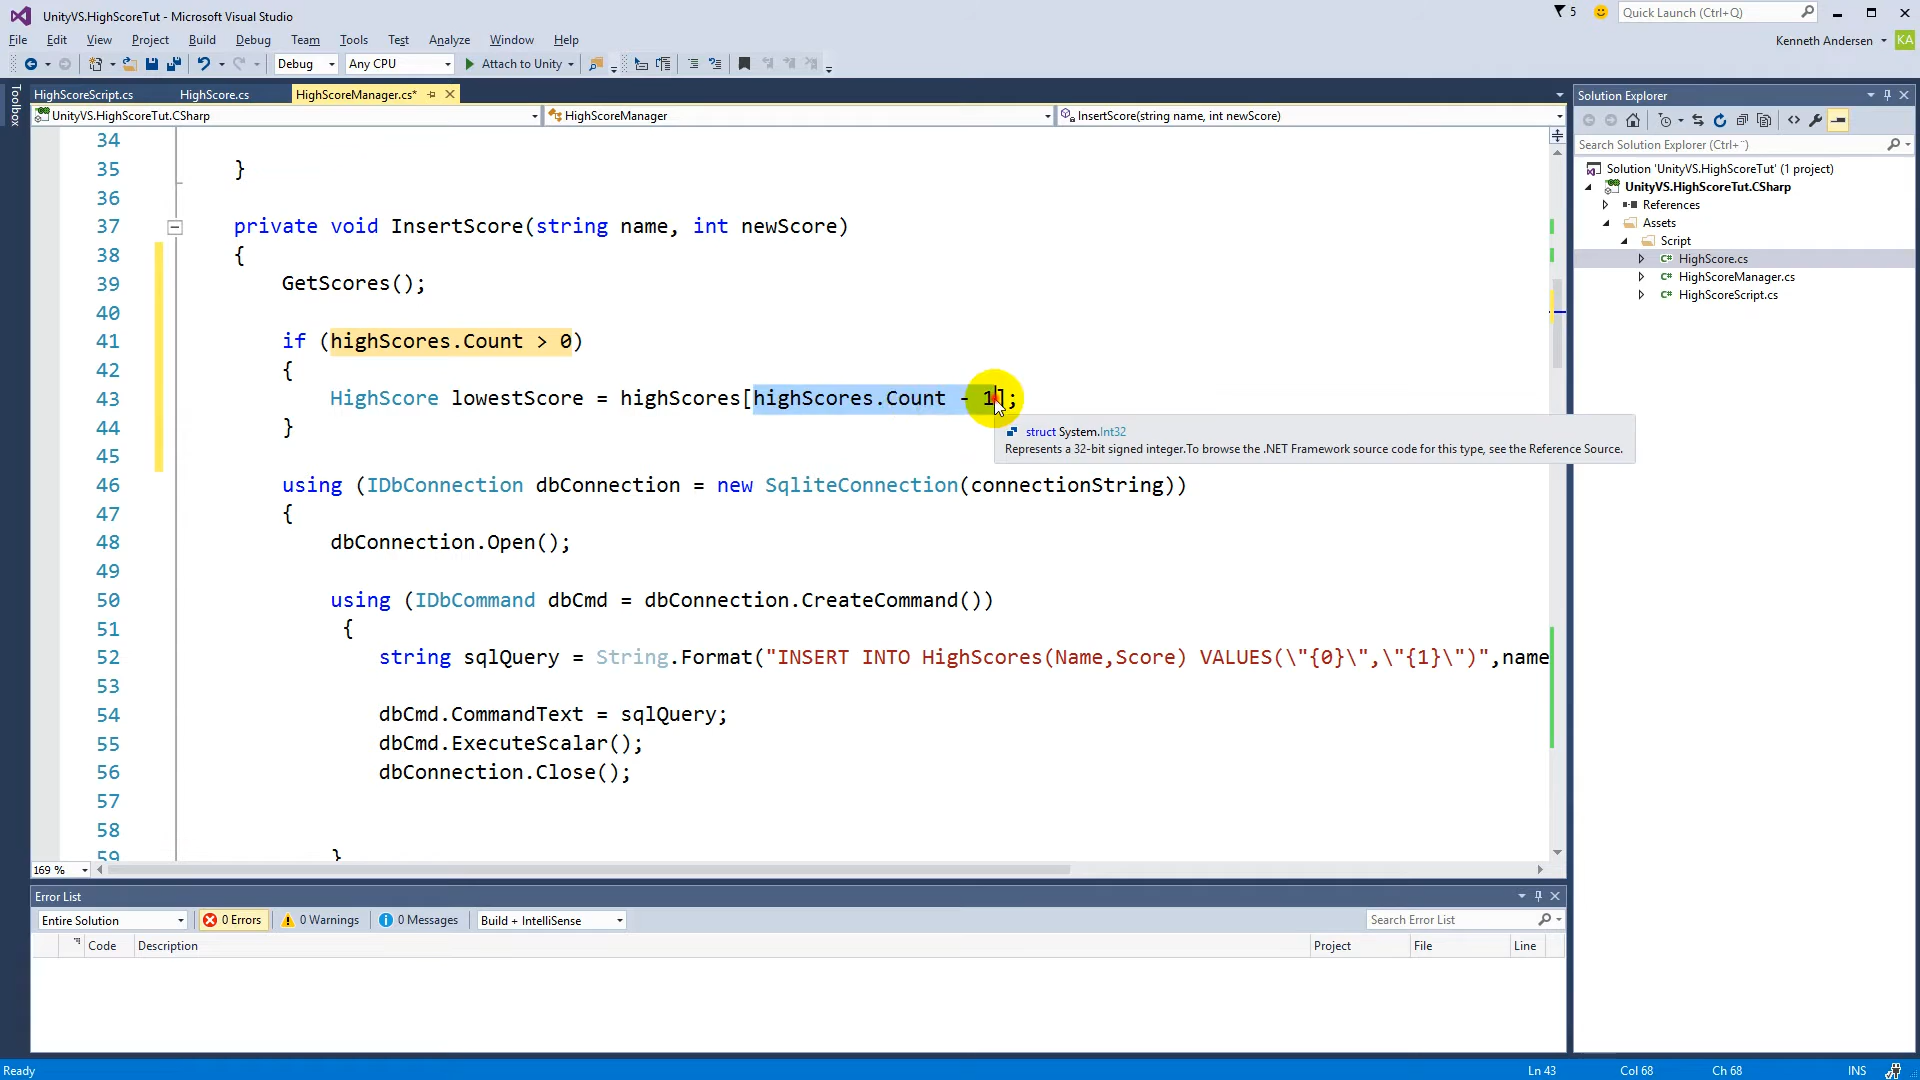 UnityVS.HighScoreTut - Microsoft Visual Studio
5
Quick Launch (Ctrl+Q)
File Edit View Project Build Debug Team Tools Test Analyze Window Help
Kenneth Andersen KA
Debug Any CPU Attach to Unity
Toolbox
HighScoreScript.cs HighScore.cs HighScoreManager.cs*
UnityVS.HighScoreTut.CSharp HighScoreManager InsertScore(string name, int newScore)
34
35 }
36
37 private void InsertScore(string name, int newScore)
38 {
39 GetScores();
40
41 if (highScores.Count > 0)
42 {
43 HighScore lowestScore = highScores[highScores.Count - 1];
44 }
45
46 using (IDbConnection dbConnection = new SqliteConnection(connectionString))
47 {
48 dbConnection.Open();
49
50 using (IDbCommand dbCmd = dbConnection.CreateCommand())
51 {
52 string sqlQuery = String.Format("INSERT INTO HighScores(Name,Score) VALUES(\"{0}\",\"{1}\")",name
53
54 dbCmd.CommandText = sqlQuery;
55 dbCmd.ExecuteScalar();
56 dbConnection.Close();
57
58
59 }
struct System.Int32
Represents a 32-bit signed integer.To browse the .NET Framework source code for this type, see the Reference Source.
169 %
Solution Explorer
Search Solution Explorer (Ctrl+¨)
Solution 'UnityVS.HighScoreTut' (1 project)
UnityVS.HighScoreTut.CSharp
References
Assets
Script
C# HighScore.cs
C# HighScoreManager.cs
C# HighScoreScript.cs
Error List
Entire Solution 0 Errors 0 Warnings 0 Messages Build + IntelliSense Search Error List
Code Description Project File Line
Ready Ln 43 Col 68 Ch 68 INS